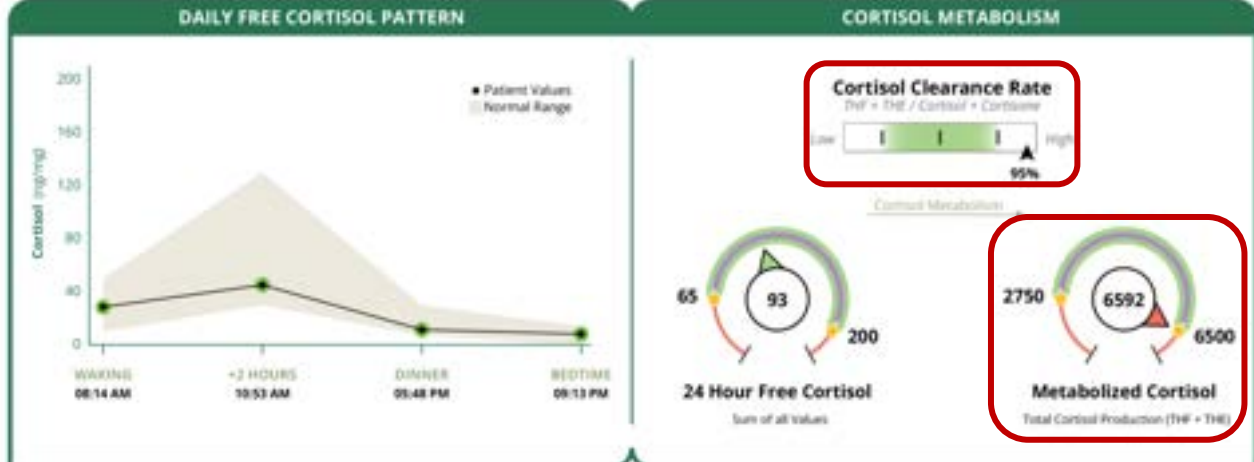 DAILY FREE CORTISOL PATTERN
200
160
120
80
40
0
Cortisol (ng/mg)
Patient Values
Normal Range
WAKING
08:14 AM
+2 HOURS
10:53 AM
DINNER
05:48 PM
BEDTIME
09:13 PM
CORTISOL METABOLISM
Cortisol Clearance Rate
THF + THE / Cortisol + Cortisone
Low
High
95%
Cortisol Metabolism
65
93
200
24 Hour Free Cortisol
Sum of all Values
2750
6592
6500
Metabolized Cortisol
Total Cortisol Production (THF + THE)